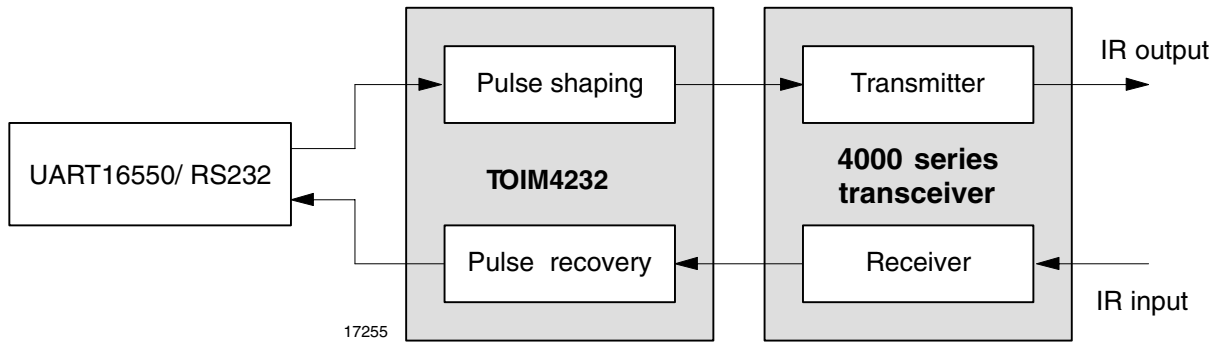 IR output
Pulse shaping
Transmitter
UART16550/ RS232
TOIM4232
4000 series
transceiver
Pulse recovery
Receiver
IR input
17255